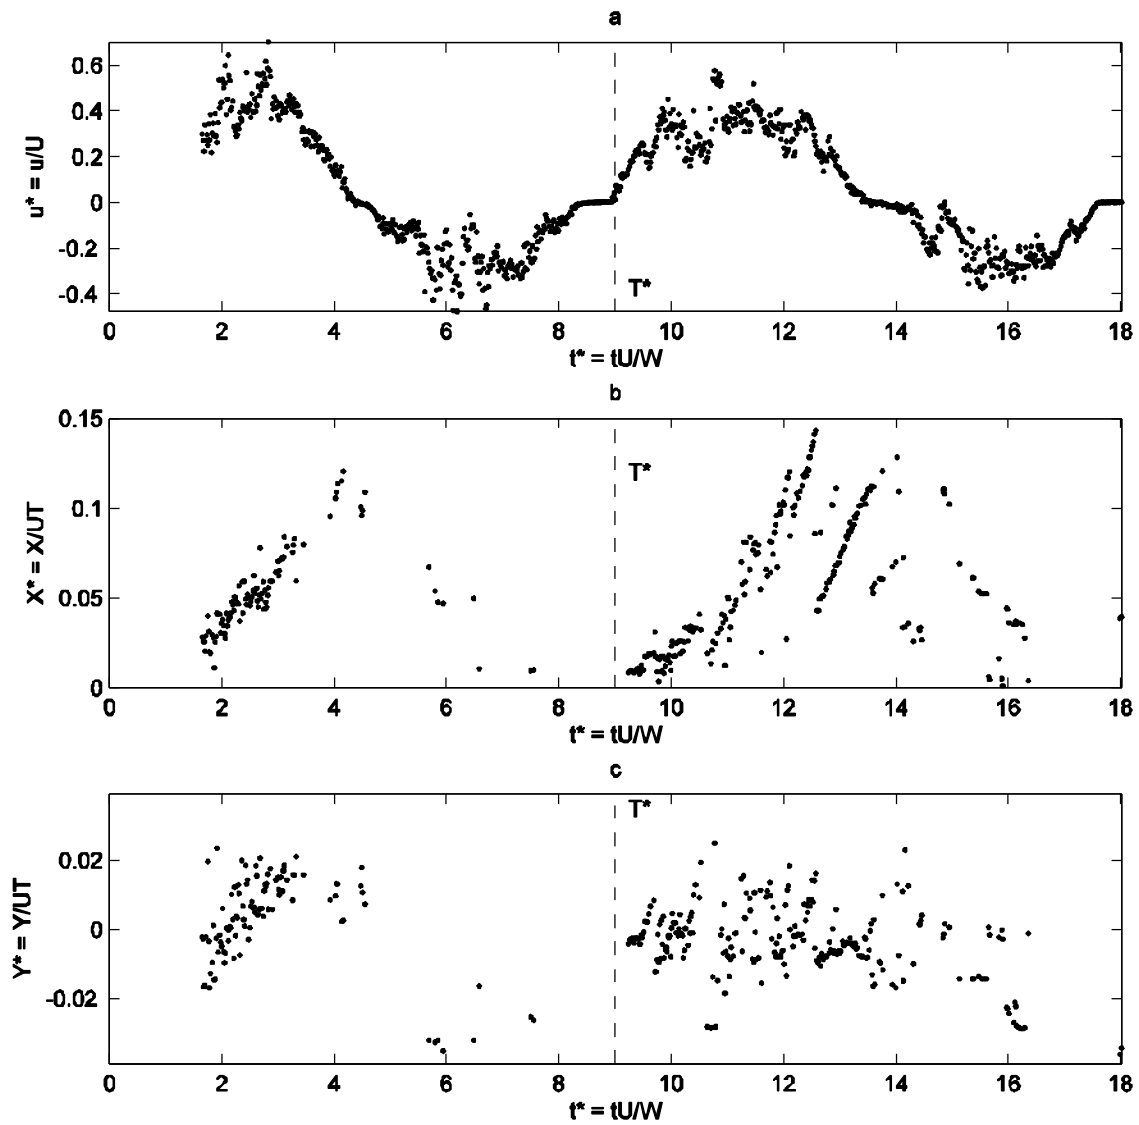 a
0.6
0.4
0.2
0
-0.2
-0.4
u* = u/U
T*
0 2 4 6 8 10 12 14 16 18
t* = tU/W
b
0.15
0.1
0.05
0
X* = X/UT
T*
0 2 4 6 8 10 12 14 16 18
t* = tU/W
c
0.02
0
-0.02
Y* = Y/UT
T*
0 2 4 6 8 10 12 14 16 18
t* = tU/W